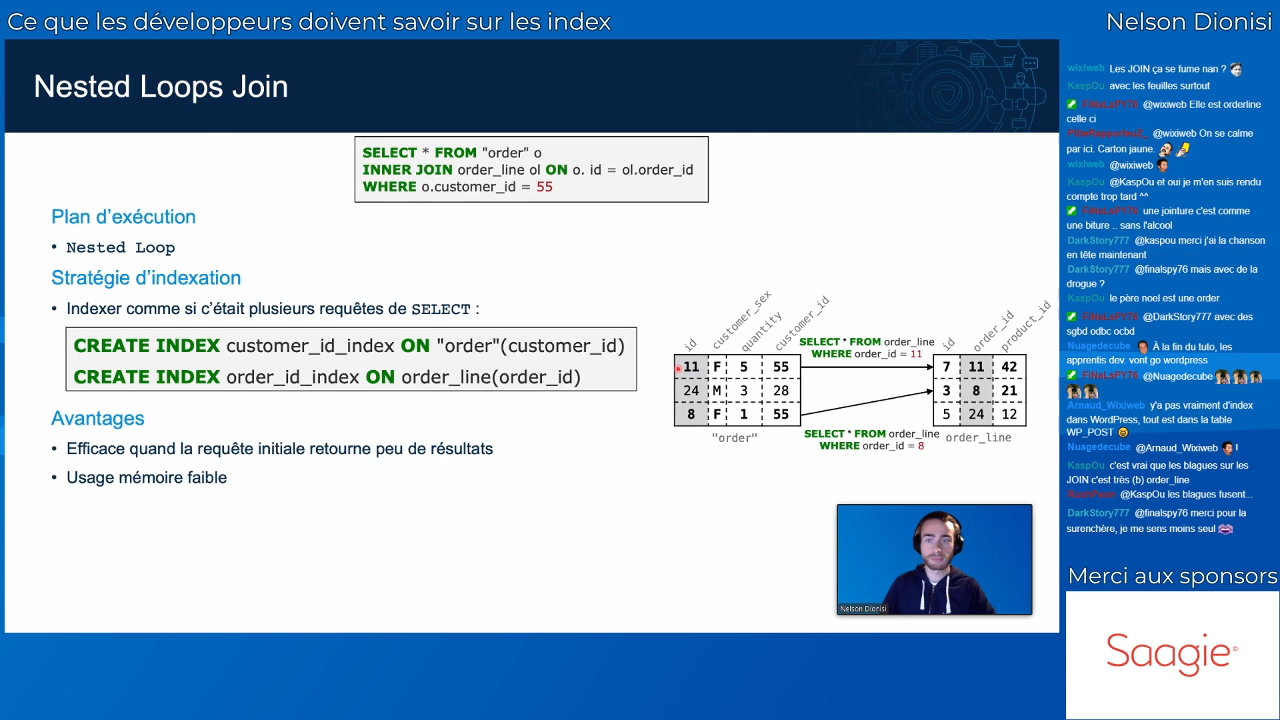 Ce que les développeurs doivent savoir sur les index
Nelson Dionisi
Nested Loops Join
SELECT * FROM "order" o
INNER JOIN order_line ol ON o. id = ol.order_id
WHERE o.customer_id = 55
Plan d'exécution
• Nested Loop
Stratégie d'indexation
• Indexer comme si c'était plusieurs requêtes de SELECT :
CREATE INDEX customer_id_index ON "order"(customer_id)
CREATE INDEX order_id_index ON order_line(order_id)
Avantages
• Efficace quand la requête initiale retourne peu de résultats
• Usage mémoire faible
id customer_sex quantity customer_id
11 F 5 55
24 M 3 28
8 F 1 55
"order"
SELECT * FROM order_line
WHERE order_id = 11
SELECT * FROM order_line
WHERE order_id = 8
id order_id product_id
7 11 42
3 8 21
5 24 12
order_line
Nelson Dionisi
wixiweb Les JOIN ça se fume nan ?
KaspOu avec les feuilles surtout
FiNaLsPY76 @wixiweb Elle est orderline
celle ci
@wixiweb On se calme
par ici. Carton jaune.
wixiweb @wixiweb
KaspOu @KaspOu et oui je m'en suis rendu
compte trop tard ^^
FiNaLsPY76 une jointure c'est comme
une biture .. sans l'alcool
DarkStory777 @kaspou merci j'ai la chanson
en tête maintenant
DarkStory777 @finalspy76 mais avec de la
drogue ?
KaspOu le père noel est une order
FiNaLsPY76 @DarkStory777 avec des
sgbd odbc ocbd
Nuagedecube À la fin du tuto, les
apprentis dev. vont go wordpress
FiNaLsPY76 @Nuagedecube
Arnaud_Wixiweb y'a pas vraiment d'index
dans WordPress, tout est dans la table
WP_POST
Nuagedecube @Arnaud_Wixiweb !
KaspOu c'est vrai que les blagues sur les
JOIN c'est très (b) order_line
@KaspOu les blagues fusent...
DarkStory777 @finalspy76 merci pour la
surenchère, je me sens moins seul
Merci aux sponsors
Saagie